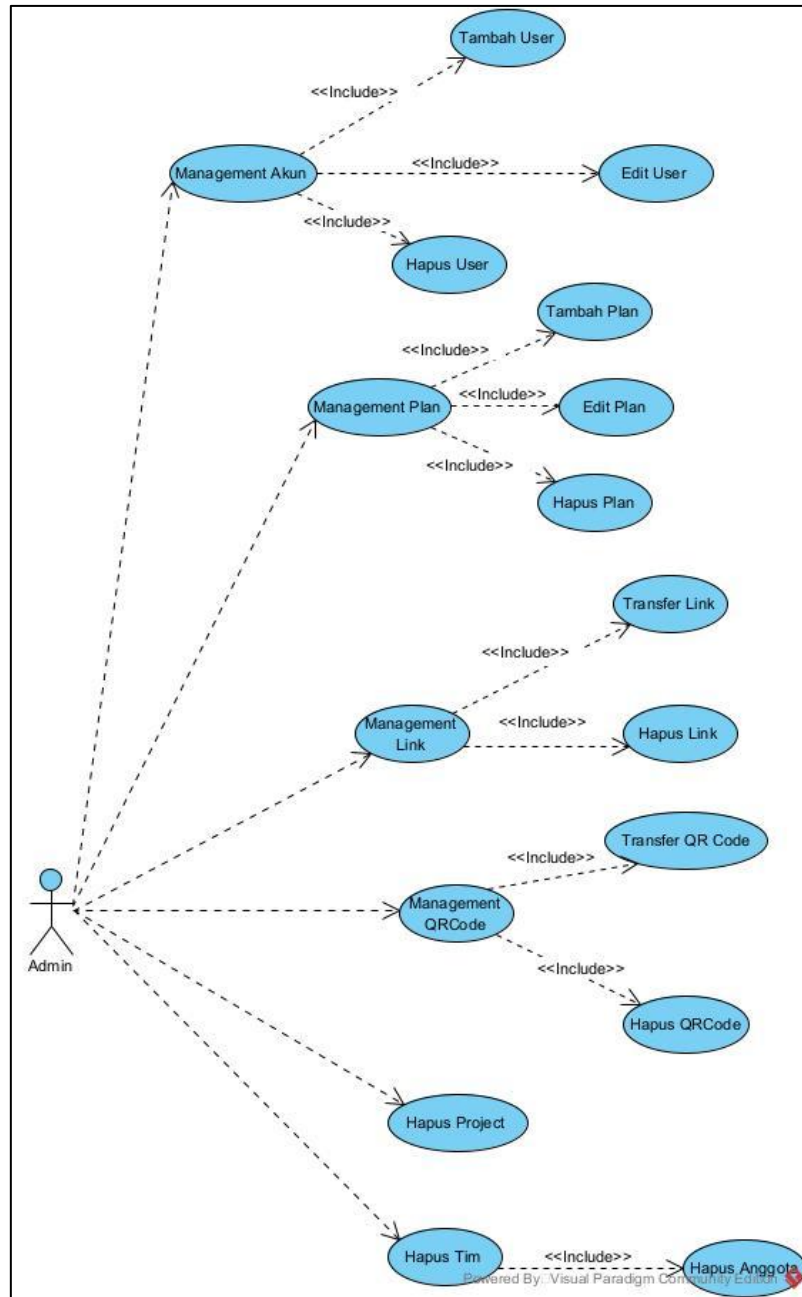 Tambah User
<<Include>>
<<Include>>
Management Akun
Edit User
<<Include>>
Hapus User
Tambah Plan
<<Include>>
<<Include>>
Management Plan
Edit Plan
<<Include>>
Hapus Plan
Transfer Link
<<Include>>
Management
Link
<<Include>>
Hapus Link
Transfer QR Code
<<Include>>
Management
QRCode
<<Include>>
Hapus QRCode
Admin
Hapus Project
Hapus Tim
<<Include>>
Hapus Anggota
Powered By: Visual Paradigm Community Edition